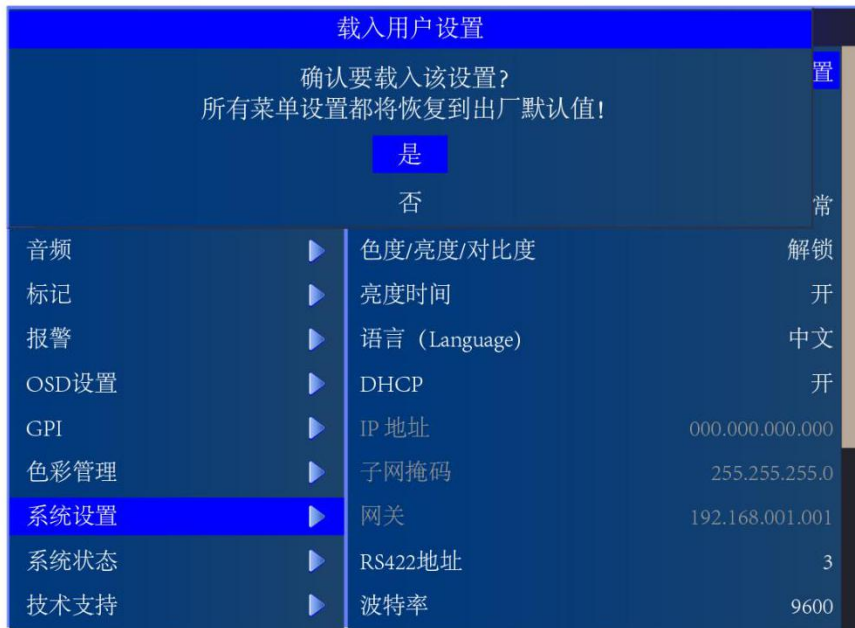 载入用户设置
确认要载入该设置?
所有菜单设置都将恢复到出厂默认值!
是
否
置
常
音频
色度/亮度/对比度 解锁
标记
亮度时间 开
报警
语言（Language) 中文
OSD设置
DHCP 开
GPI
IP 地址 000.000.000.000
色彩管理
子网掩码 255.255.255.0
系统设置
网关 192.168.001.001
系统状态
RS422地址 3
技术支持
波特率 9600